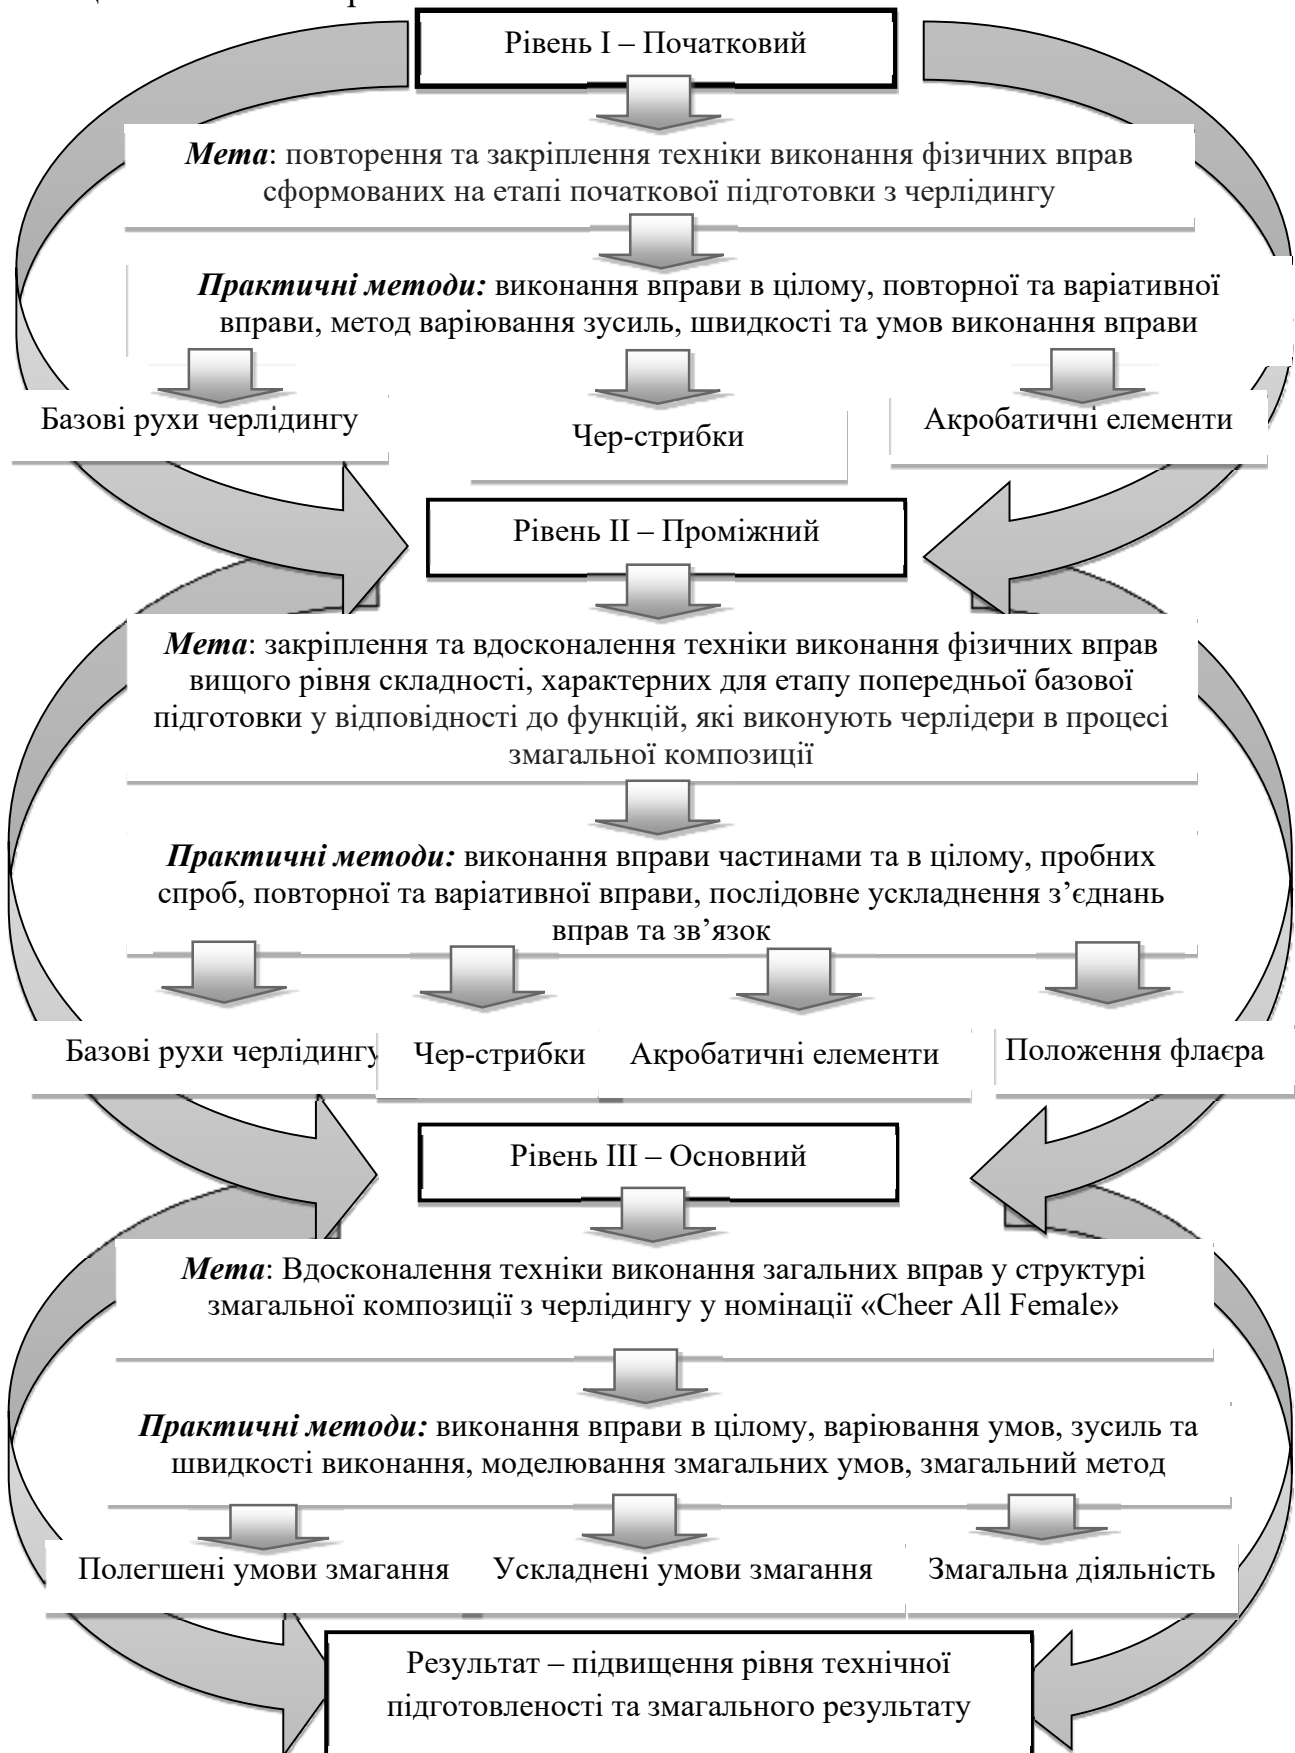 Рівень I – Початковий
Мета: повторення та закріплення техніки виконання фізичних вправ
сформованих на етапі початкової підготовки з черлідингу
Практичні методи: виконання вправи в цілому, повторної та варіативної
вправи, метод варіювання зусиль, швидкості та умов виконання вправи
Базові рухи черлідингу
Чер-стрибки
Акробатичні елементи
Рівень II – Проміжний
Мета: закріплення та вдосконалення техніки виконання фізичних вправ
вищого рівня складності, характерних для етапу попередньої базової
підготовки у відповідності до функцій, які виконують черлідери в процесі
змагальної композиції
Практичні методи: виконання вправи частинами та в цілому, пробних
спроб, повторної та варіативної вправи, послідовне ускладнення з’єднань
вправ та зв’язок
Базові рухи черлідингу
Чер-стрибки
Акробатичні елементи
Положення флаєра
Рівень III – Основний
Мета: Вдосконалення техніки виконання загальних вправ у структурі
змагальної композиції з черлідингу у номінації «Cheer All Female»
Практичні методи: виконання вправи в цілому, варіювання умов, зусиль та
швидкості виконання, моделювання змагальних умов, змагальний метод
Полегшені умови змагання
Ускладнені умови змагання
Змагальна діяльність
Результат – підвищення рівня технічної
підготовленості та змагального результату